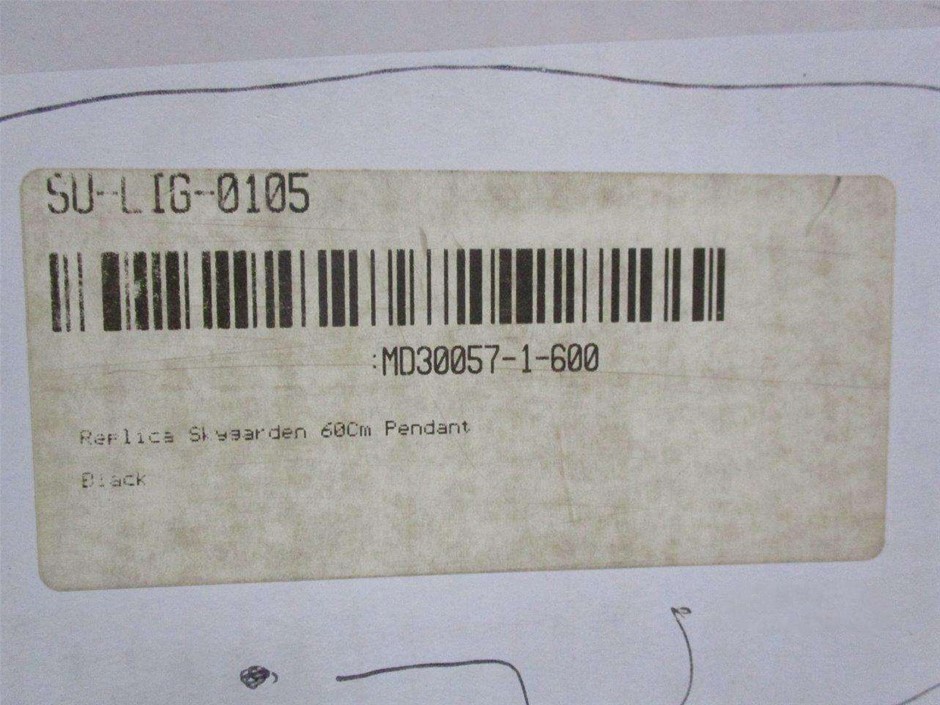 SU-LIG-0105
:MD30057-1-600
Replica Skygarden 60Cm Pendant
Black